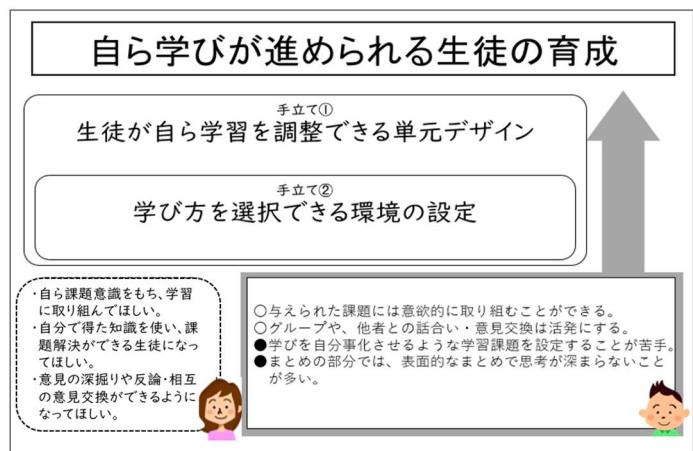 自ら学びが進められる生徒の育成
手立て①
生徒が自ら学習を調整できる単元デザイン
手立て②
学び方を選択できる環境の設定
・自ら課題意識をもち、学習
に取り組んでほしい。
・自分で得た知識を使い、課
題解決ができる生徒になっ
てほしい。
・意見の深掘りや反論・相互
の意見交換ができるように
なってほしい。
○与えられた課題には意欲的に取り組むことができる。
○グループや、他者との話合い・意見交換は活発にする。
●学びを自分事化させるような学習課題を設定することが苦手。
●まとめの部分では、表面的なまとめで思考が深まらないこと
が多い。